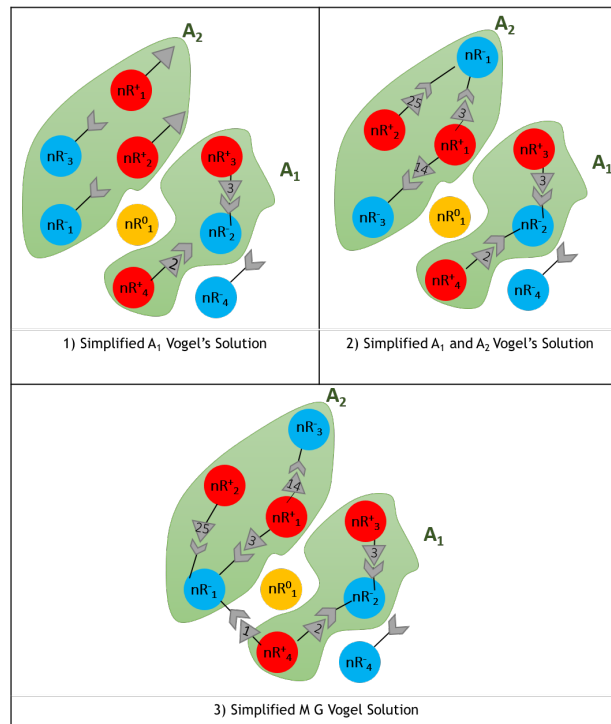 A₂
nR⁺₁
nR⁻₃
nR⁺₂
nR⁺₃
A₁
3
nR⁻₁
nR⁰₁
nR⁻₂
2
nR⁺₄
nR⁻₄
1) Simplified A₁ Vogel's Solution
A₂
nR⁻₁
25
3
nR⁺₂
nR⁺₁
nR⁺₃
A₁
14
3
nR⁻₃
nR⁰₁
nR⁻₂
2
nR⁺₄
nR⁻₄
2) Simplified A₁ and A₂ Vogel's Solution
A₂
nR⁻₃
nR⁺₂
14
nR⁺₁
nR⁺₃
A₁
25
3
3
nR⁻₁
nR⁰₁
nR⁻₂
1
2
nR⁺₄
nR⁻₄
3) Simplified M G Vogel Solution